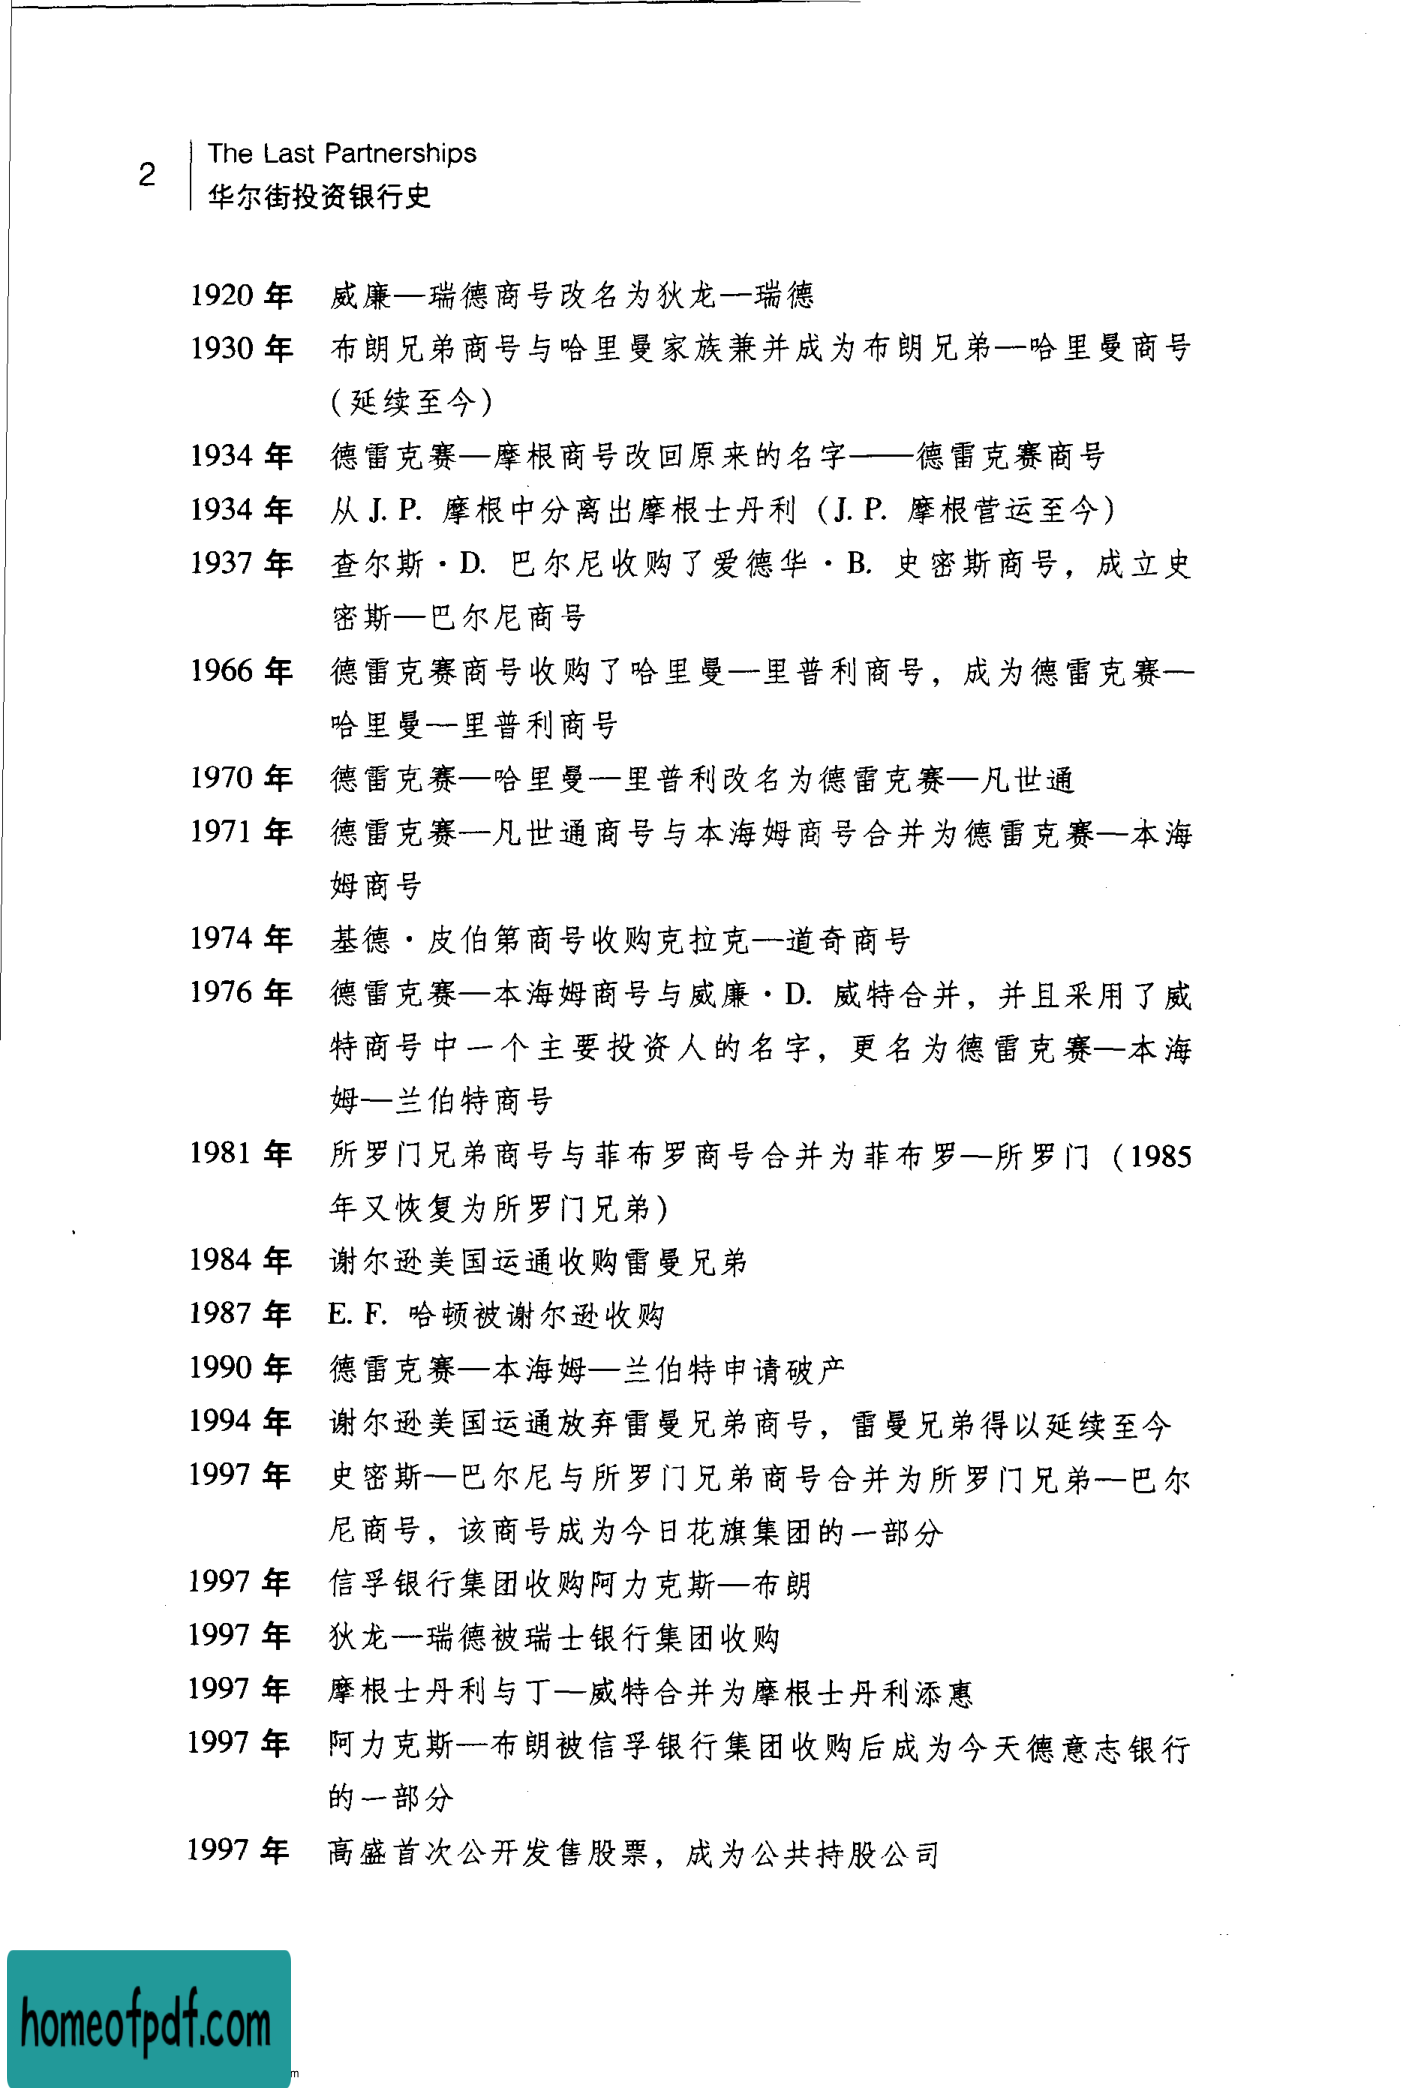 2
The Last Partnerships
华尔街投资银行史
1920 年 威廉—瑞德商号改名为狄龙—瑞德
1930 年 布朗兄弟商号与哈里曼家族兼并成为布朗兄弟—哈里曼商号
(延续至今)
1934 年 德雷克赛—摩根商号改回原来的名字——德雷克赛商号
1934 年 从 J. P. 摩根中分离出摩根士丹利 (J. P. 摩根营运至今)
1937 年 查尔斯·D. 巴尔尼收购了爱德华·B. 史密斯商号，成立史
密斯—巴尔尼商号
1966 年 德雷克赛商号收购了哈里曼—里普利商号，成为德雷克赛—
哈里曼—里普利商号
1970 年 德雷克赛—哈里曼—里普利改名为德雷克赛—凡世通
1971 年 德雷克赛—凡世通商号与本海姆商号合并为德雷克赛—本海
姆商号
1974 年 基德·皮伯第商号收购克拉克—道奇商号
1976 年 德雷克赛—本海姆商号与威廉·D. 威特合并，并且采用了威
特商号中一个主要投资人的名字，更名为德雷克赛—本海
姆—兰伯特商号
1981 年 所罗门兄弟商号与菲布罗商号合并为菲布罗—所罗门 (1985
年又恢复为所罗门兄弟)
1984 年 谢尔逊美国运通收购雷曼兄弟
1987 年 E. F. 哈顿被谢尔逊收购
1990 年 德雷克赛—本海姆—兰伯特申请破产
1994 年 谢尔逊美国运通放弃雷曼兄弟商号，雷曼兄弟得以延续至今
1997 年 史密斯—巴尔尼与所罗门兄弟商号合并为所罗门兄弟—巴尔
尼商号，该商号成为今日花旗集团的一部分
1997 年 信孚银行集团收购阿力克斯—布朗
1997 年 狄龙—瑞德被瑞士银行集团收购
1997 年 摩根士丹利与丁—威特合并为摩根士丹利添惠
1997 年 阿力克斯—布朗被信孚银行集团收购后成为今天德意志银行
的一部分
1997 年 高盛首次公开发售股票，成为公共持股公司
homeofpdf.com
m